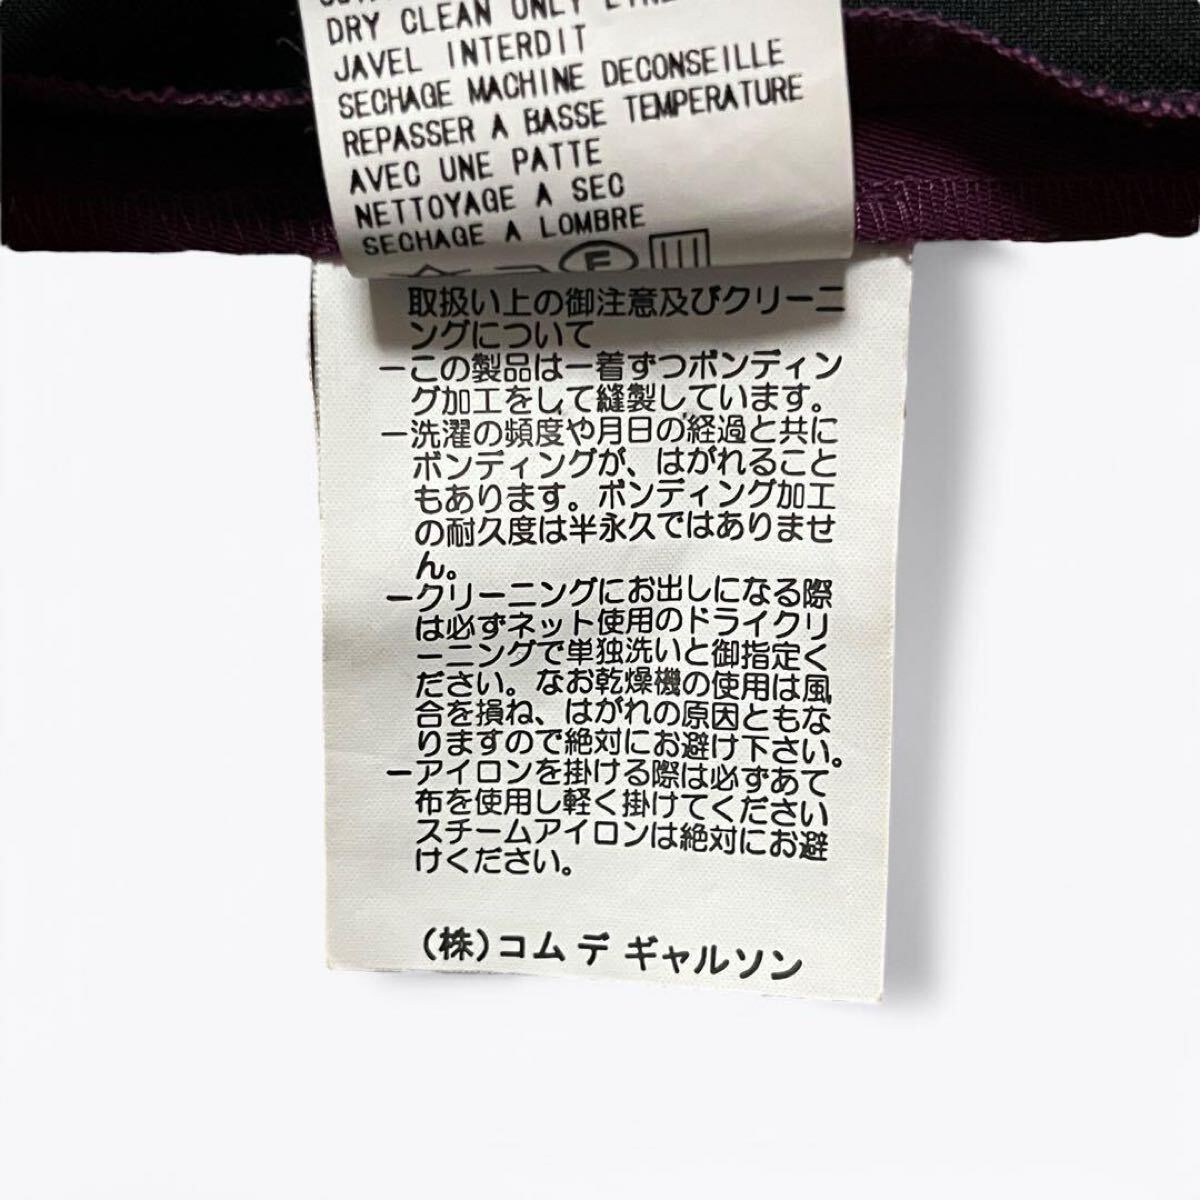 DRY CLEAN ONLY
JAVEL INTERDIT
SECHAGE MACHINE DECONSEILLE
REPASSER A BASSE TEMPERATURE
AVEC UNE PATTE
NETTOYAGE A SEC
SECHAGE A LOMBRE
F
取扱い上の御注意及びクリーニ
ングについて
ーこの製品は一着ずつボンディン
グ加工をして縫製しています。
ー洗濯の頻度や月日の経過と共に
ボンディングが、はがれること
もあります。ボンディング加工
の耐久度は半永久ではありませ
ん。
ークリーニングにお出しになる際
は必ずネット使用のドライクリ
ーニングで単独洗いと御指定く
ださい。なお乾燥機の使用は風
合を損ね、はがれの原因ともな
りますので絶対にお避け下さい。
ーアイロンを掛ける際は必ずあて
布を使用し軽く掛けてください
スチームアイロンは絶対にお避
けください。
(株)コム デ ギャルソン